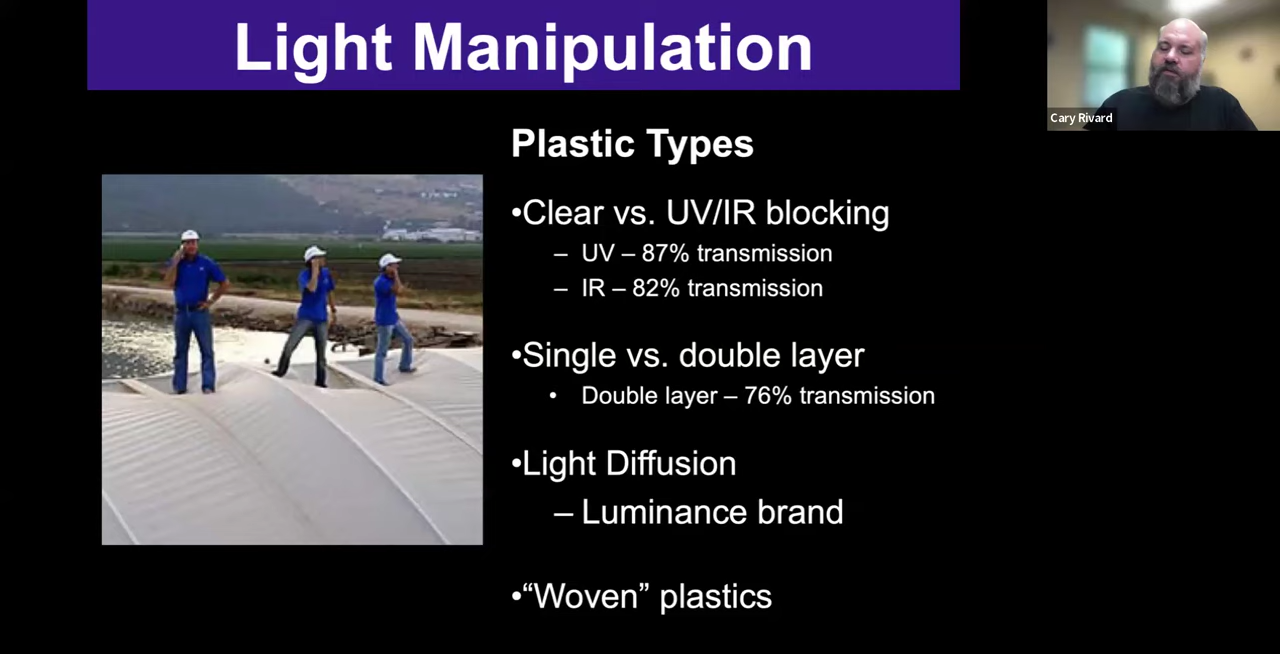 Light Manipulation
Cary Rivard
Plastic Types
•Clear vs. UV/IR blocking
– UV – 87% transmission
– IR – 82% transmission
•Single vs. double layer
• Double layer – 76% transmission
•Light Diffusion
– Luminance brand
•“Woven” plastics